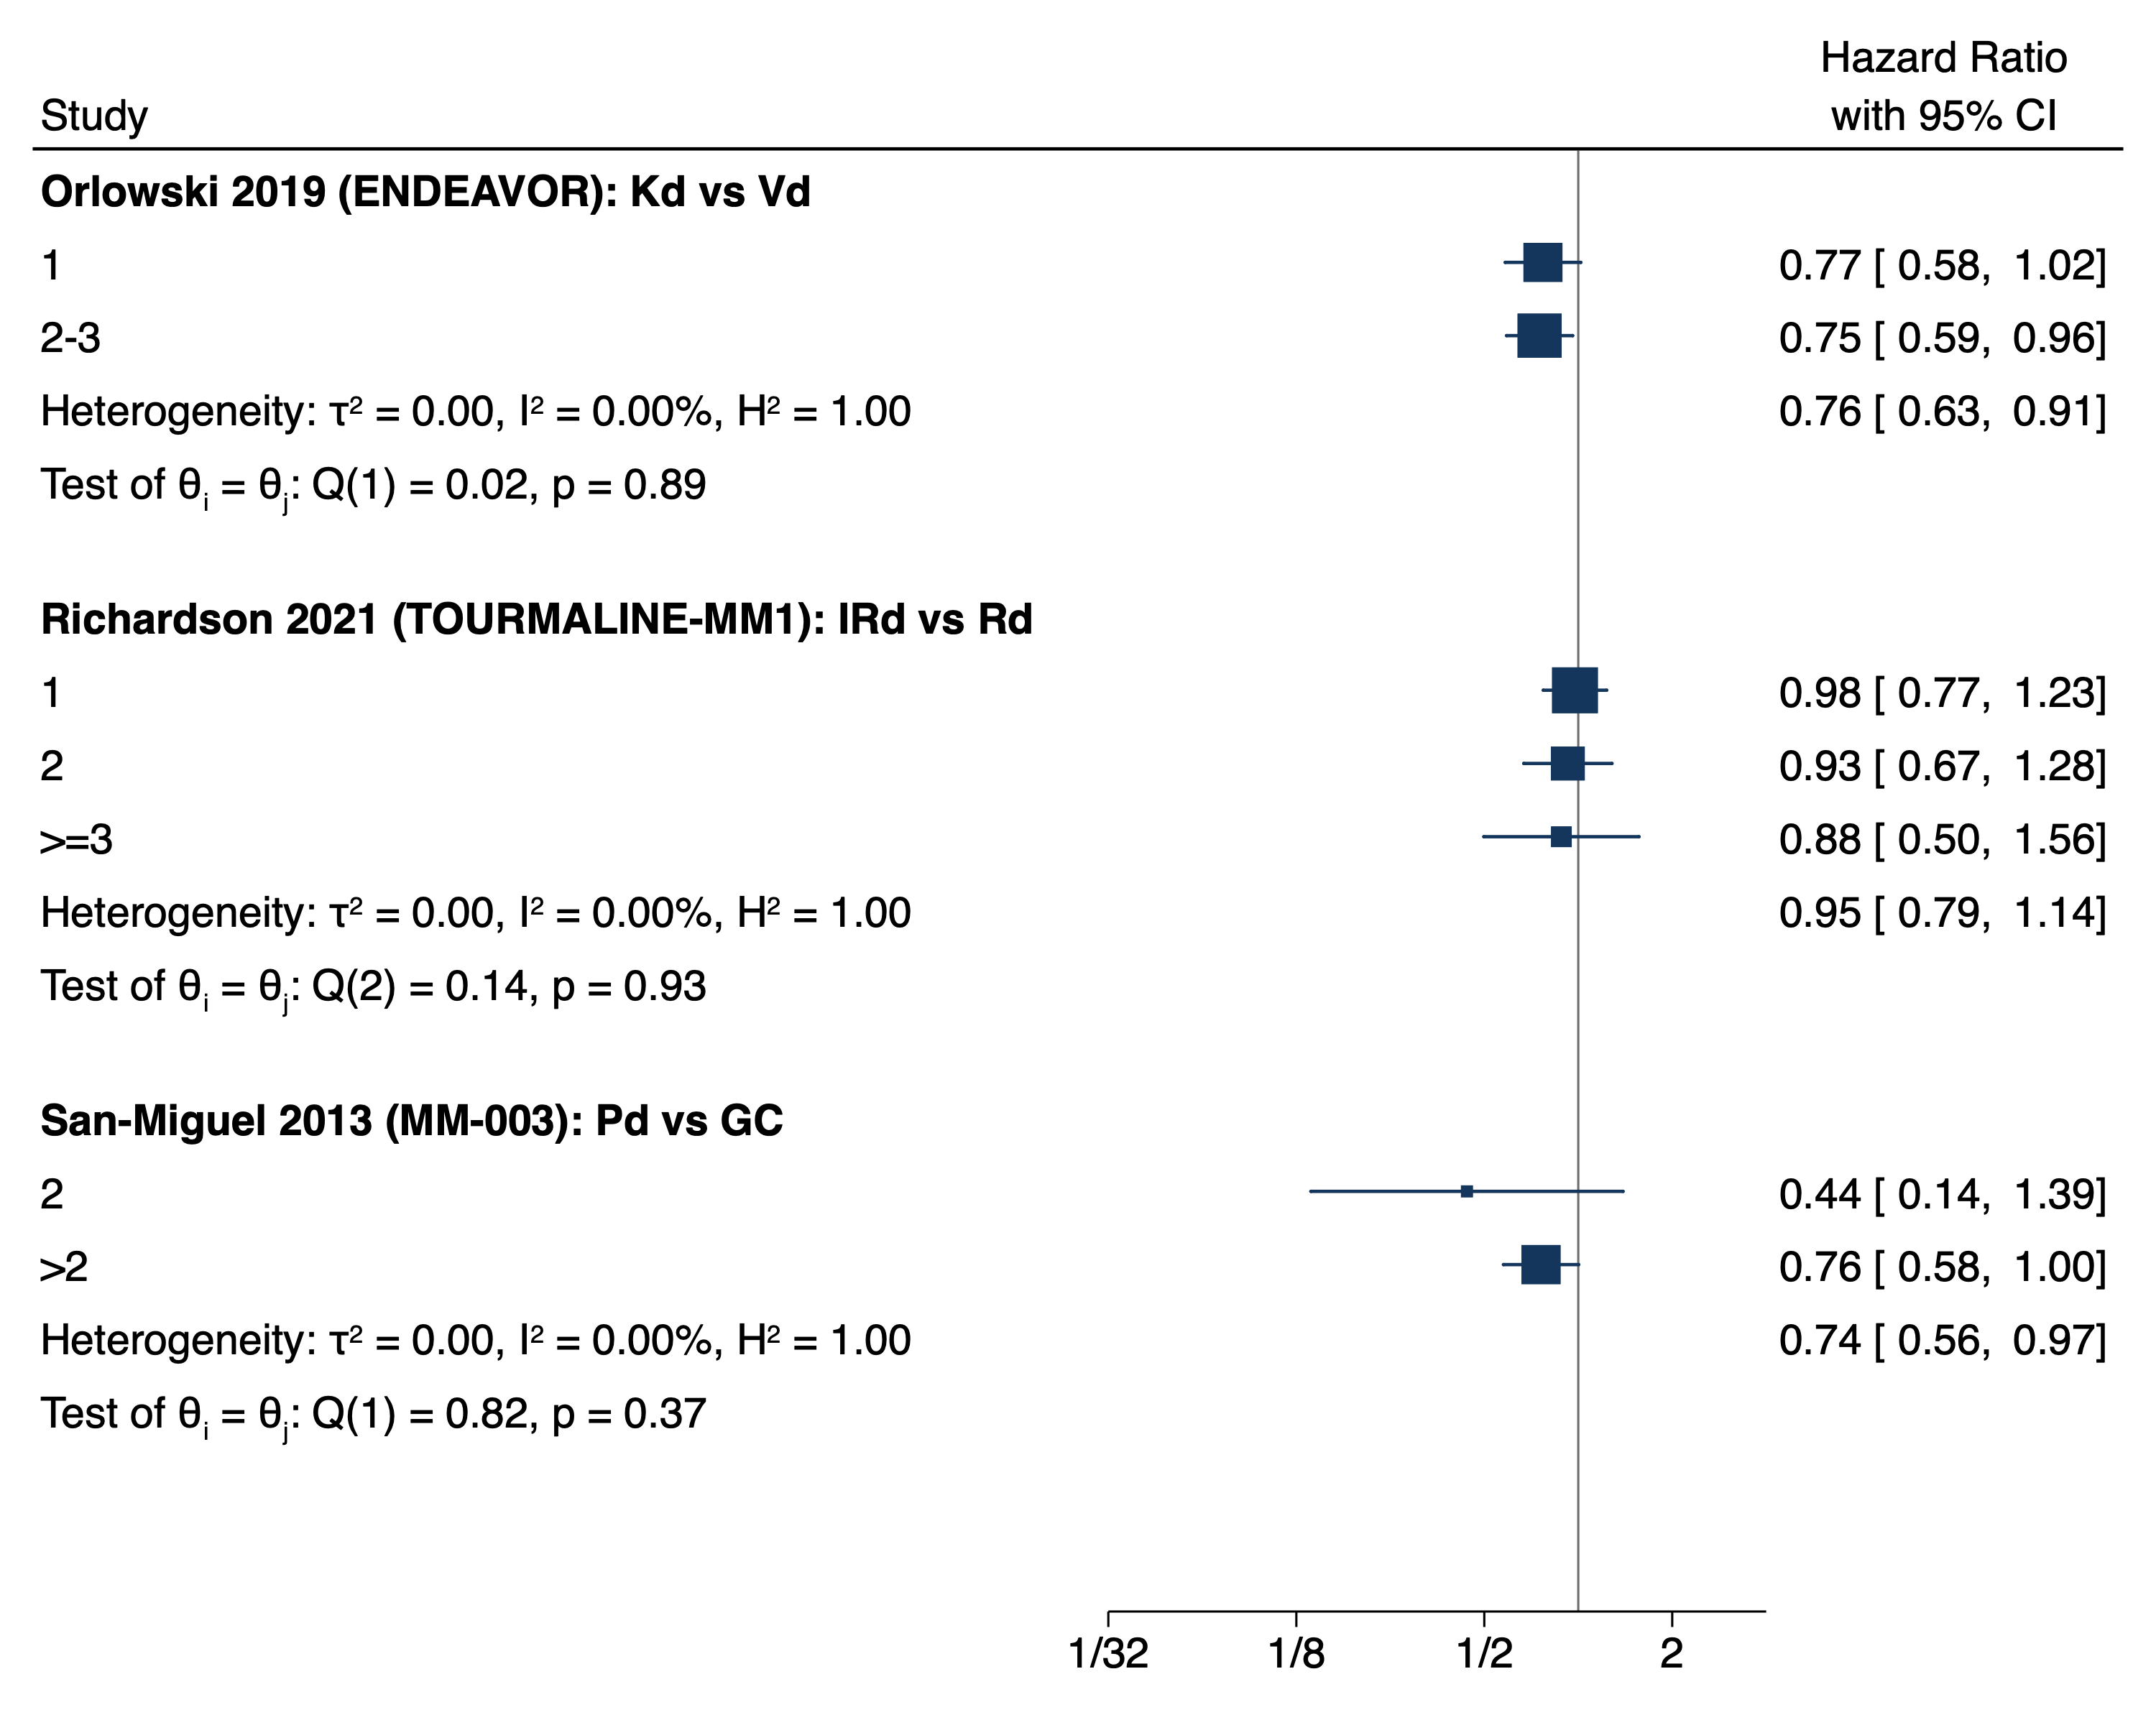 Hazard Ratio
Study with 95% CI
Orlowski 2019 (ENDEAVOR): Kd vs Vd
1 0.77 [ 0.58, 1.02]
2-3 0.75 [ 0.59, 0.96]
Heterogeneity: τ² = 0.00, I² = 0.00%, H² = 1.00 0.76 [ 0.63, 0.91]
Test of θᵢ = θⱼ: Q(1) = 0.02, p = 0.89
Richardson 2021 (TOURMALINE-MM1): IRd vs Rd
1 0.98 [ 0.77, 1.23]
2 0.93 [ 0.67, 1.28]
>=3 0.88 [ 0.50, 1.56]
Heterogeneity: τ² = 0.00, I² = 0.00%, H² = 1.00 0.95 [ 0.79, 1.14]
Test of θᵢ = θⱼ: Q(2) = 0.14, p = 0.93
San-Miguel 2013 (MM-003): Pd vs GC
2 0.44 [ 0.14, 1.39]
>2 0.76 [ 0.58, 1.00]
Heterogeneity: τ² = 0.00, I² = 0.00%, H² = 1.00 0.74 [ 0.56, 0.97]
Test of θᵢ = θⱼ: Q(1) = 0.82, p = 0.37
1/32 1/8 1/2 2